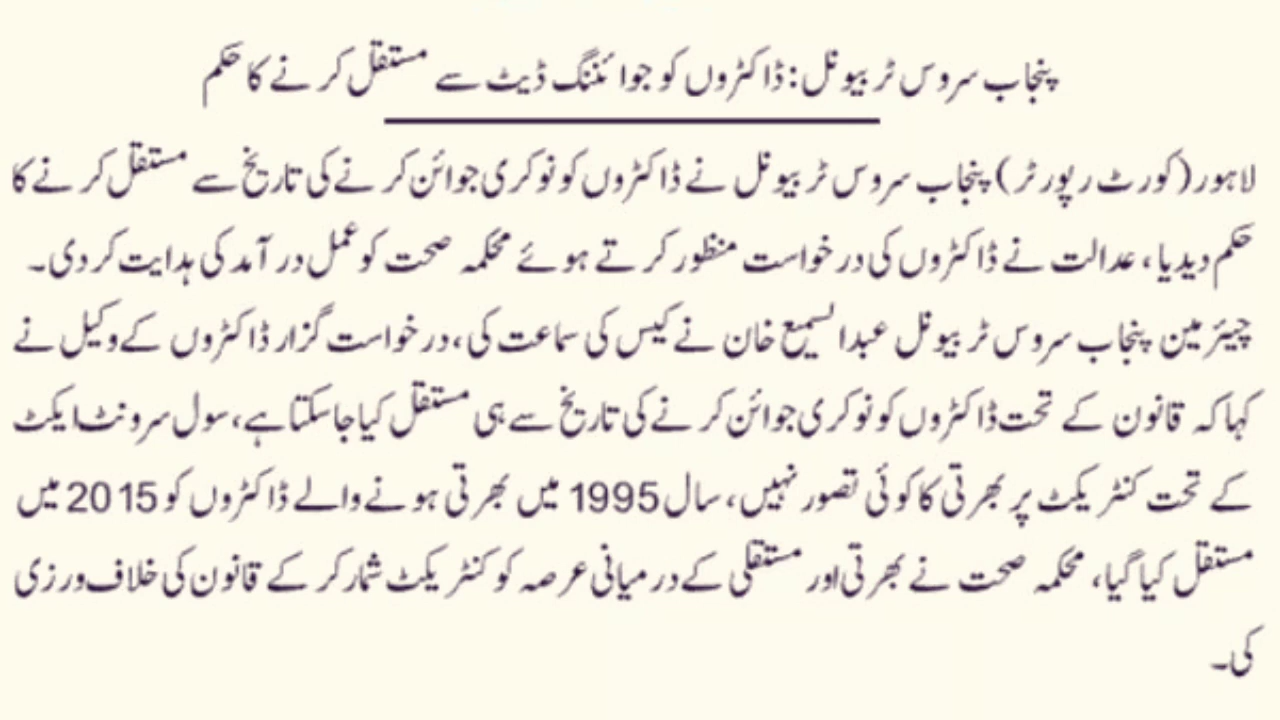 پنجاب سروس ٹربیونل: ڈاکٹروں کو جوائننگ ڈیٹ سے مستقل کرنے کا حکم
لاہور (کورٹ رپورٹر) پنجاب سروس ٹربیونل نے ڈاکٹروں کو نوکری جوائن کرنے کی تاریخ سے مستقل کرنے کا
حکم دیدیا، عدالت نے ڈاکٹروں کی درخواست منظور کرتے ہوئے محکمہ صحت کو عمل درآمد کی ہدایت کر دی۔
چیئرمین پنجاب سروس ٹربیونل عبدالسمیع خان نے کیس کی سماعت کی، درخواست گزار ڈاکٹروں کے وکیل نے
کہا کہ قانون کے تحت ڈاکٹروں کو نوکری جوائن کرنے کی تاریخ سے ہی مستقل کیا جاسکتا ہے، سول سرونٹ ایکٹ
کے تحت کنٹریکٹ پر بھرتی کا کوئی تصور نہیں، سال 1995 میں بھرتی ہونے والے ڈاکٹروں کو 2015 میں
مستقل کیا گیا، محکمہ صحت نے بھرتی اور مستقلی کے درمیانی عرصہ کو کنٹریکٹ شمار کر کے قانون کی خلاف ورزی
کی۔